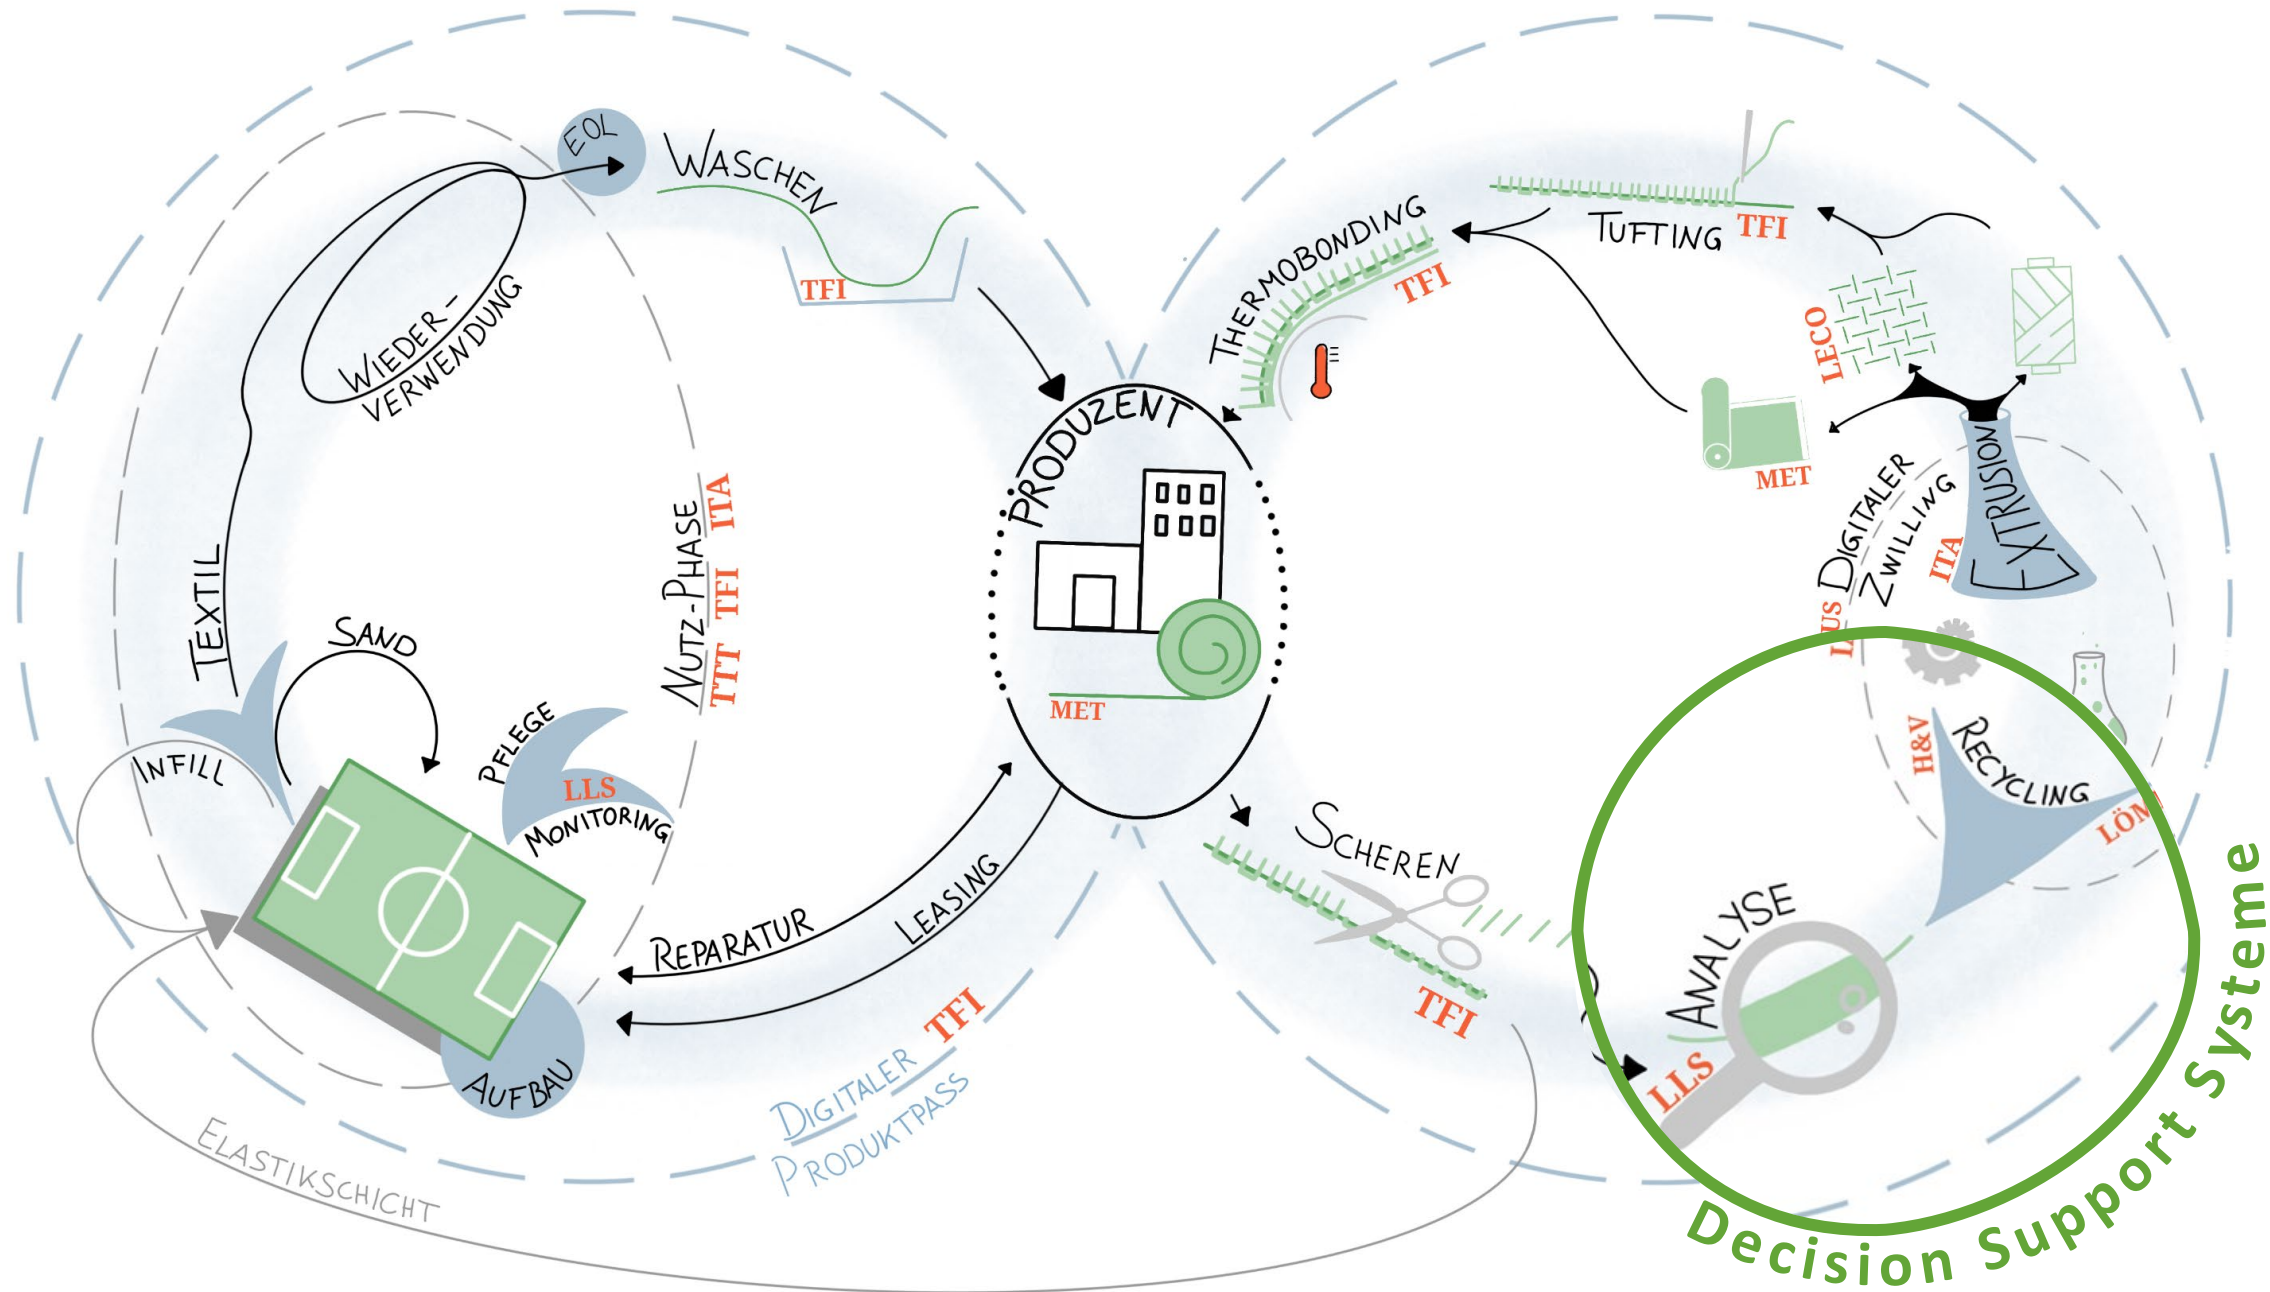 EOL
WASCHEN
TFI
WIEDER-
VERWENDUNG
TEXTIL
SAND
INFILL
PFLEGE
LLS
MONITORING
NUTZ-PHASE
TTT TFI ITA
AUFBAU
REPARATUR
LEASING
ELASTIKSCHICHT
DIGITALER
PRODUKTPASS
TFI
PRODUZENT
MET
THERMOBONDING
TFI
TUFTING
TFI
LECO
MET
EXTRUSION
ITA
DIGITALER
ZWILLING
H&V
RECYCLING
SCHEREN
TFI
ANALYSE
LLS
Decision Support Systeme